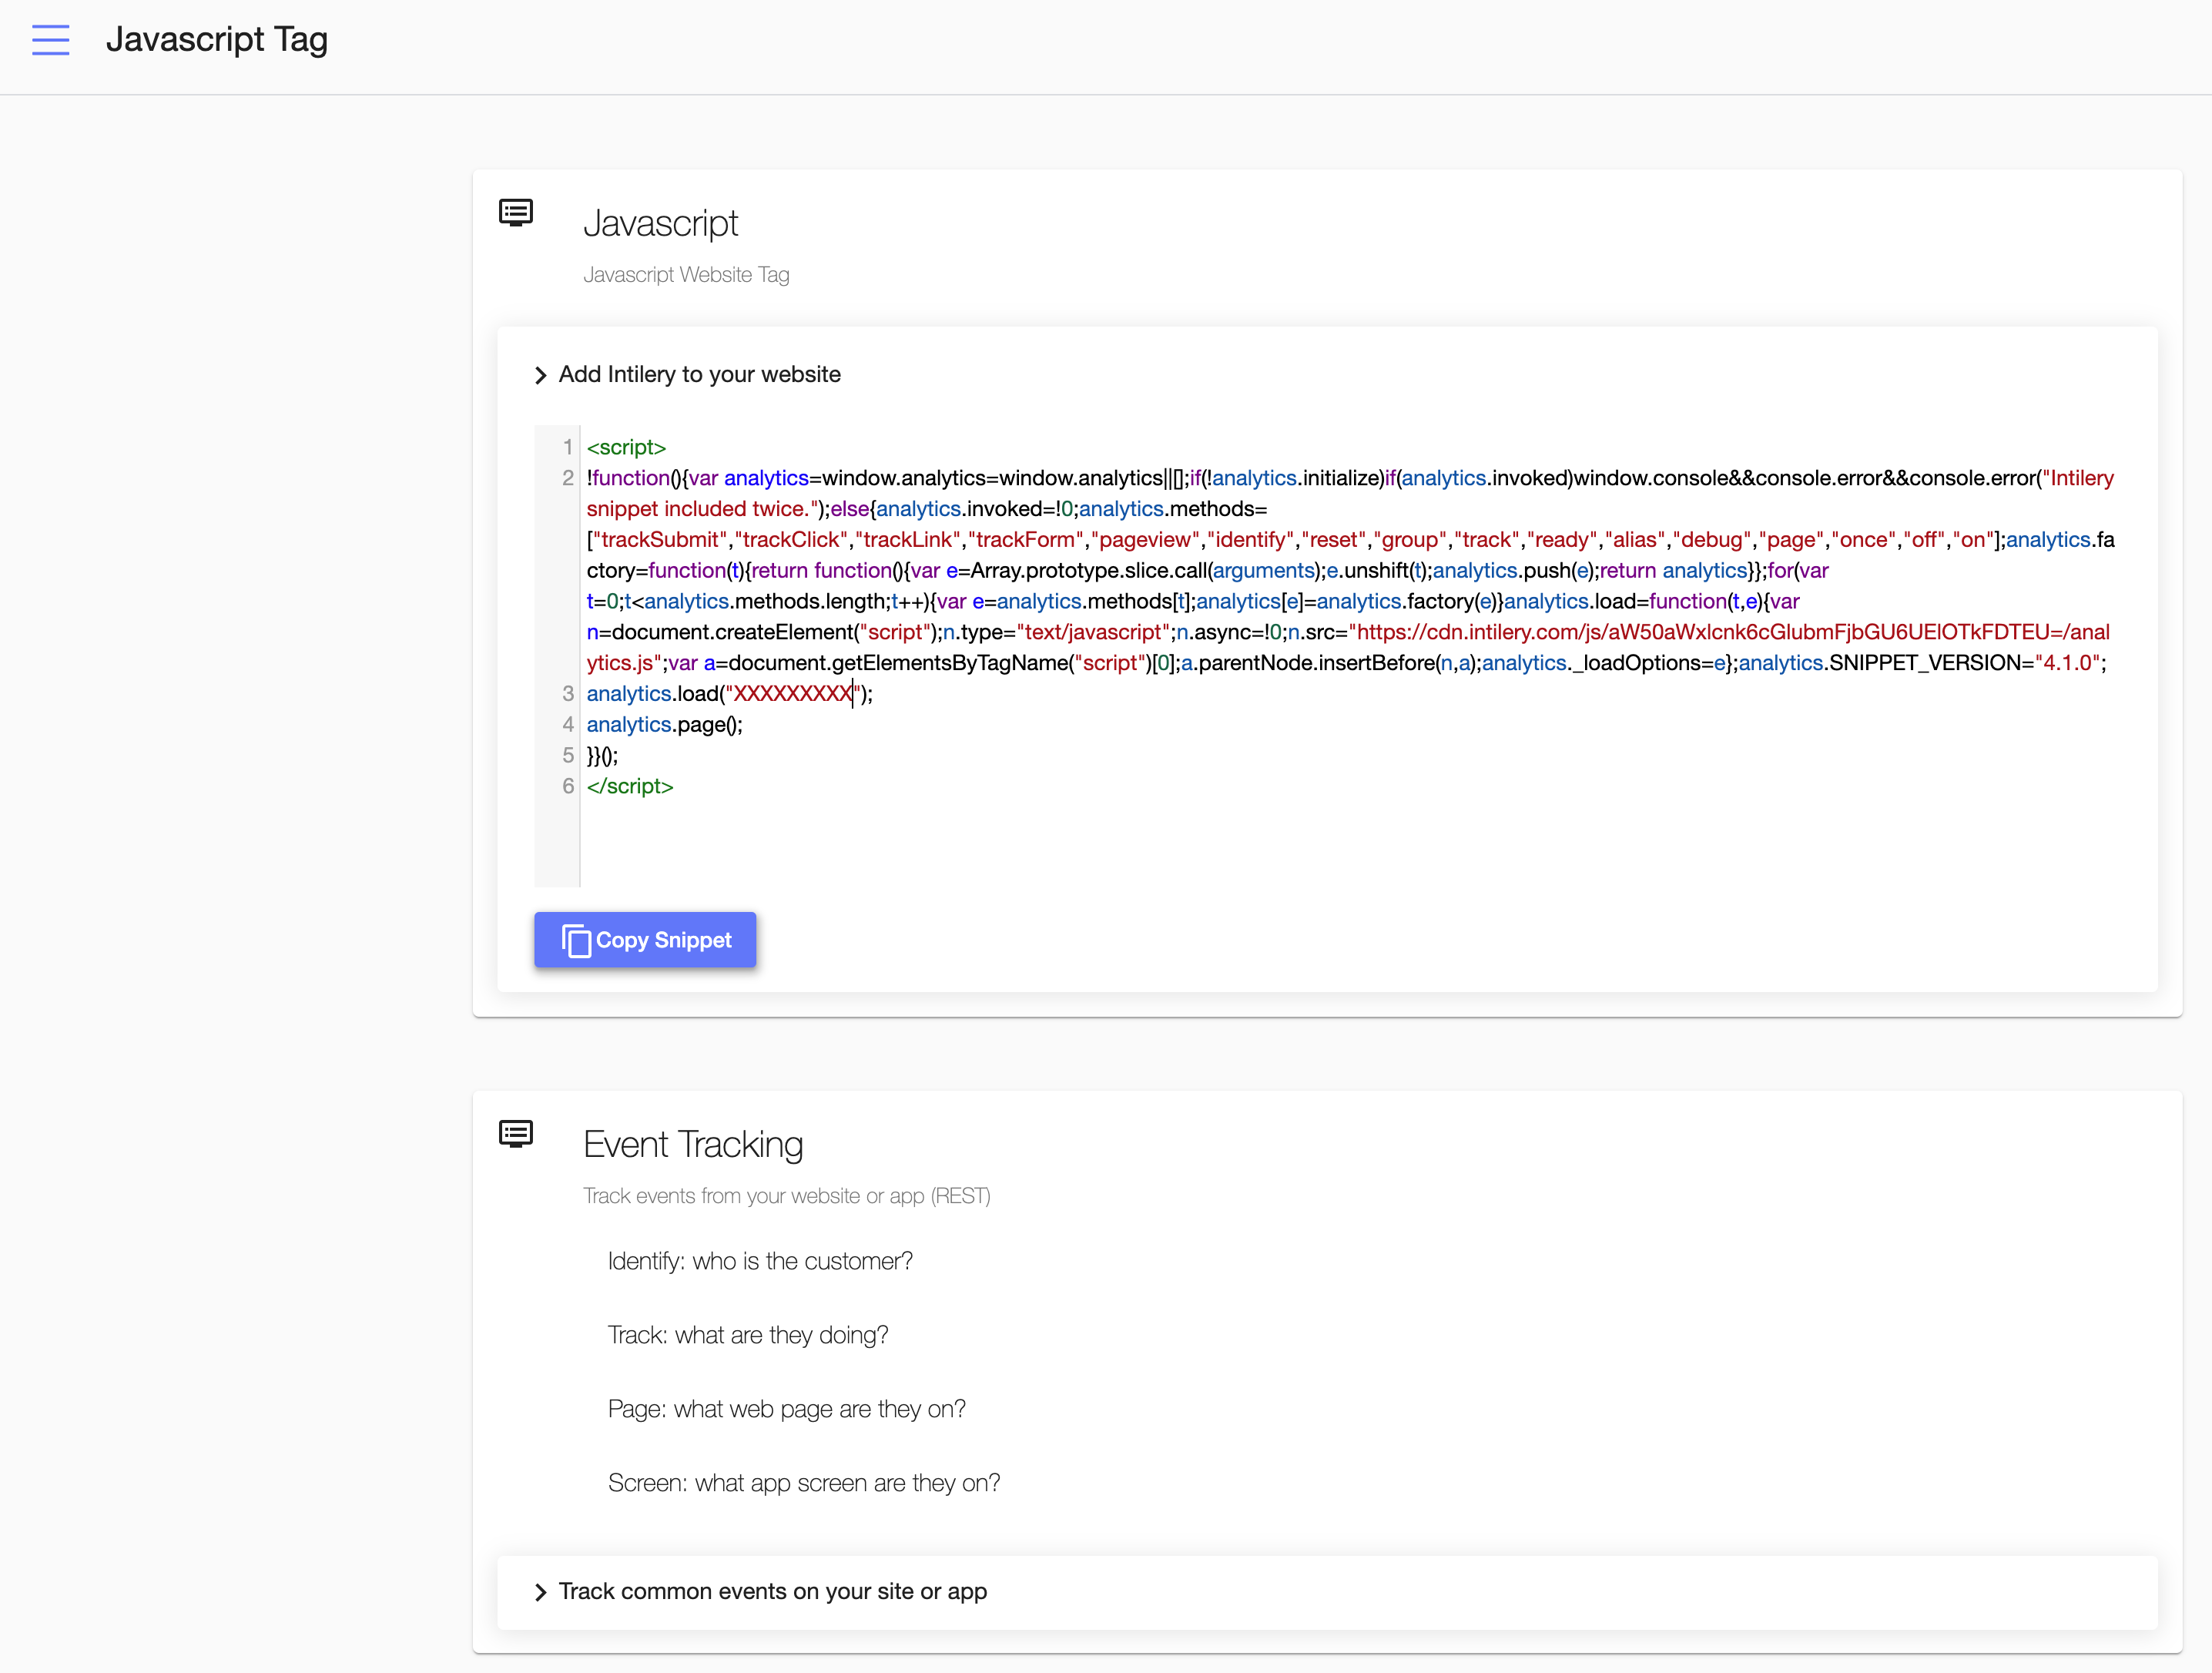 Javascript Tag
Javascript
Javascript Website Tag
Add Intilery to your website
1 <script>
2 !function(){var analytics=window.analytics=window.analytics||[];if(!analytics.initialize)if(analytics.invoked)window.console&&console.error&&console.error("Intilery
snippet included twice.");else{analytics.invoked=!0;analytics.methods=
["trackSubmit","trackClick","trackLink","trackForm","pageview","identify","reset","group","track","ready","alias","debug","page","once","off","on"];analytics.fa
ctory=function(t){return function(){var e=Array.prototype.slice.call(arguments);e.unshift(t);analytics.push(e);return analytics}};for(var
t=0;t<analytics.methods.length;t++){var e=analytics.methods[t];analytics[e]=analytics.factory(e)}analytics.load=function(t,e){var
n=document.createElement("script");n.type="text/javascript";n.async=!0;n.src="https://cdn.intilery.com/js/aW50aWxlcnk6cGlubmFjbGU6UElOTkFDTEU=/anal
ytics.js";var a=document.getElementsByTagName("script")[0];a.parentNode.insertBefore(n,a);analytics._loadOptions=e};analytics.SNIPPET_VERSION="4.1.0";
3 analytics.load("XXXXXXXXX");
4 analytics.page();
5 }}();
6 </script>
Copy Snippet
Event Tracking
Track events from your website or app (REST)
Identify: who is the customer?
Track: what are they doing?
Page: what web page are they on?
Screen: what app screen are they on?
Track common events on your site or app